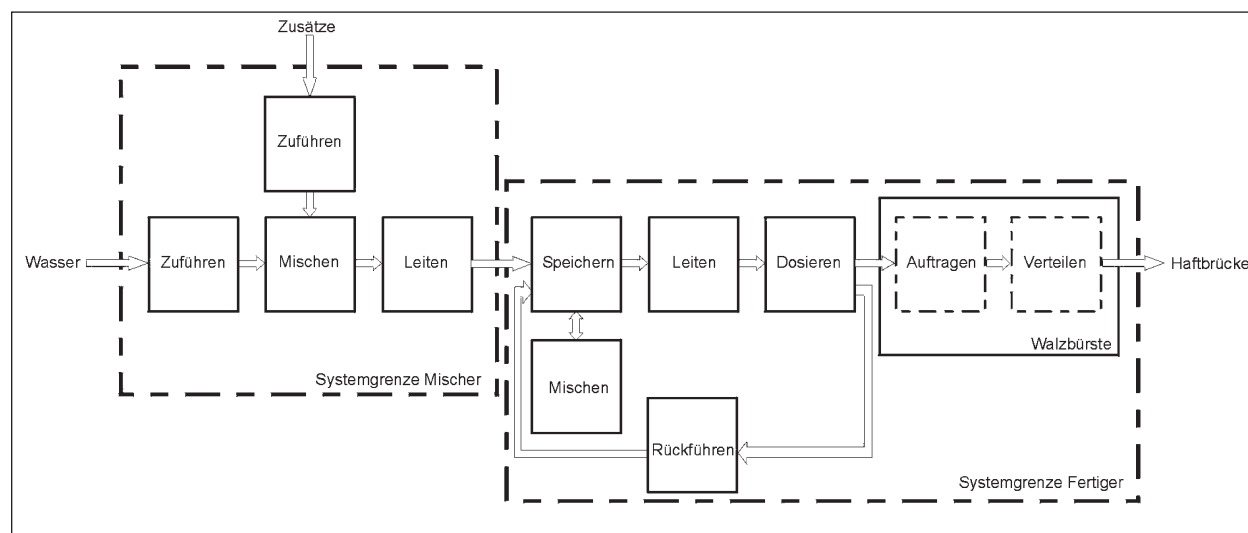 Zusätze
Zuführen
Wasser
Zuführen
Mischen
Leiten
Systemgrenze Mischer
Speichern
Leiten
Dosieren
Auftragen
Verteilen
Haftbrücke
Walzbürste
Mischen
Rückführen
Systemgrenze Fertiger